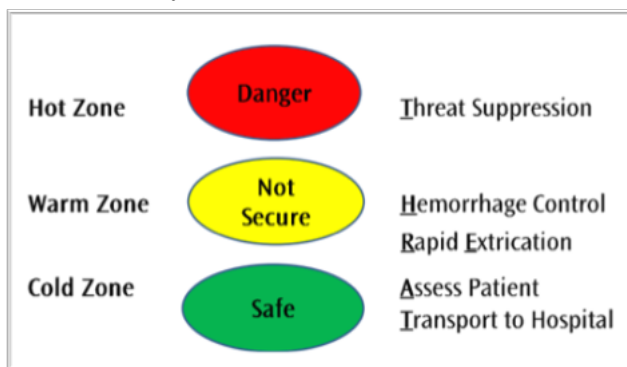 Hot Zone
Danger
Threat Suppression
Warm Zone
Not
Secure
Hemorrhage Control
Rapid Extrication
Cold Zone
Safe
Assess Patient
Transport to Hospital